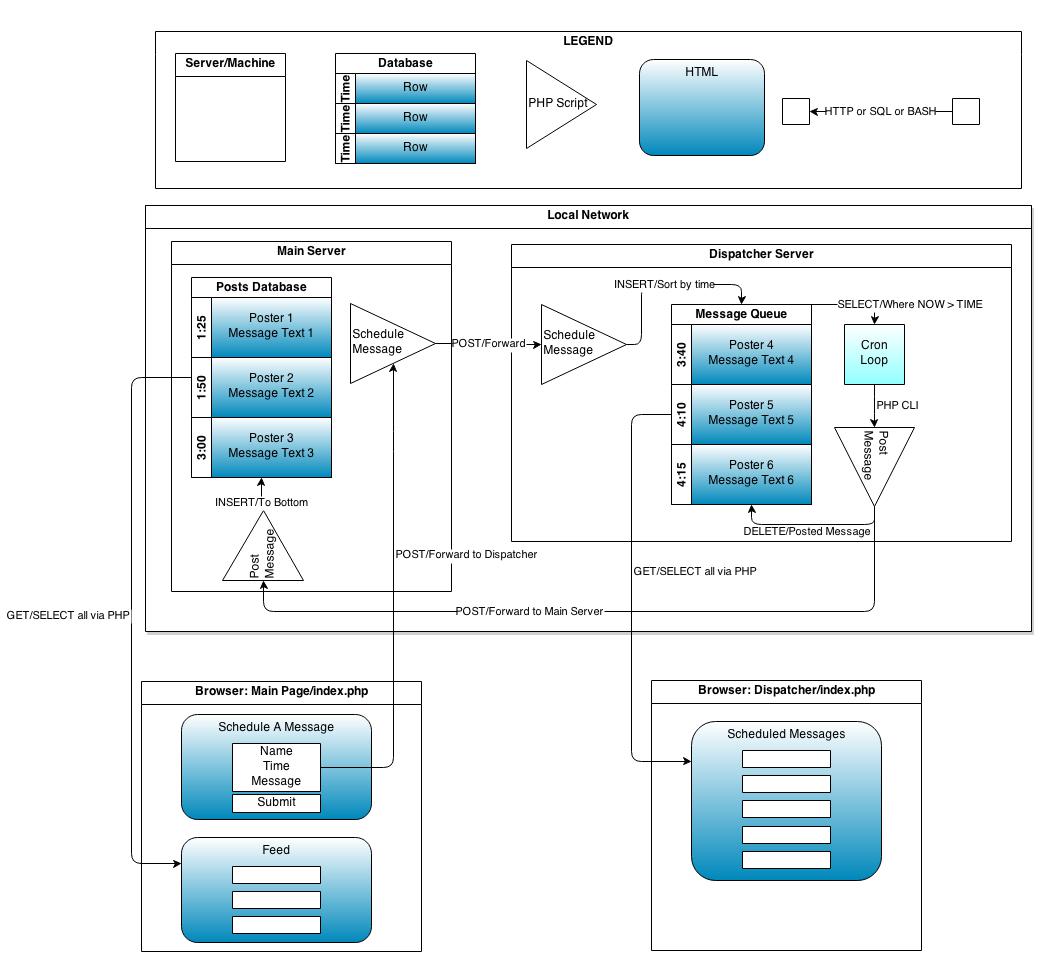 LEGEND
Server/Machine
Database
Time
Row
Time
Row
Time
Row
PHP Script
HTML
HTTP or SQL or BASH
Local Network
Main Server
Posts Database
1:25
Poster 1
Message Text 1
1:50
Poster 2
Message Text 2
3:00
Poster 3
Message Text 3
Schedule
Message
INSERT/To Bottom
Post
Message
POST/Forward
Dispatcher Server
Schedule
Message
INSERT/Sort by time
Message Queue
3:40
Poster 4
Message Text 4
4:10
Poster 5
Message Text 5
4:15
Poster 6
Message Text 6
SELECT/Where NOW > TIME
Cron
Loop
PHP CLI
Post
Message
DELETE/Posted Message
POST/Forward to Dispatcher
GET/SELECT all via PHP
POST/Forward to Main Server
GET/SELECT all via PHP
Browser: Main Page/index.php
Schedule A Message
Name
Time
Message
Submit
Feed
Browser: Dispatcher/index.php
Scheduled Messages